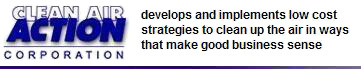 CLEAN AIR
ACTION
CORPORATION
develops and implements low cost
strategies to clean up the air in ways
that make good business sense